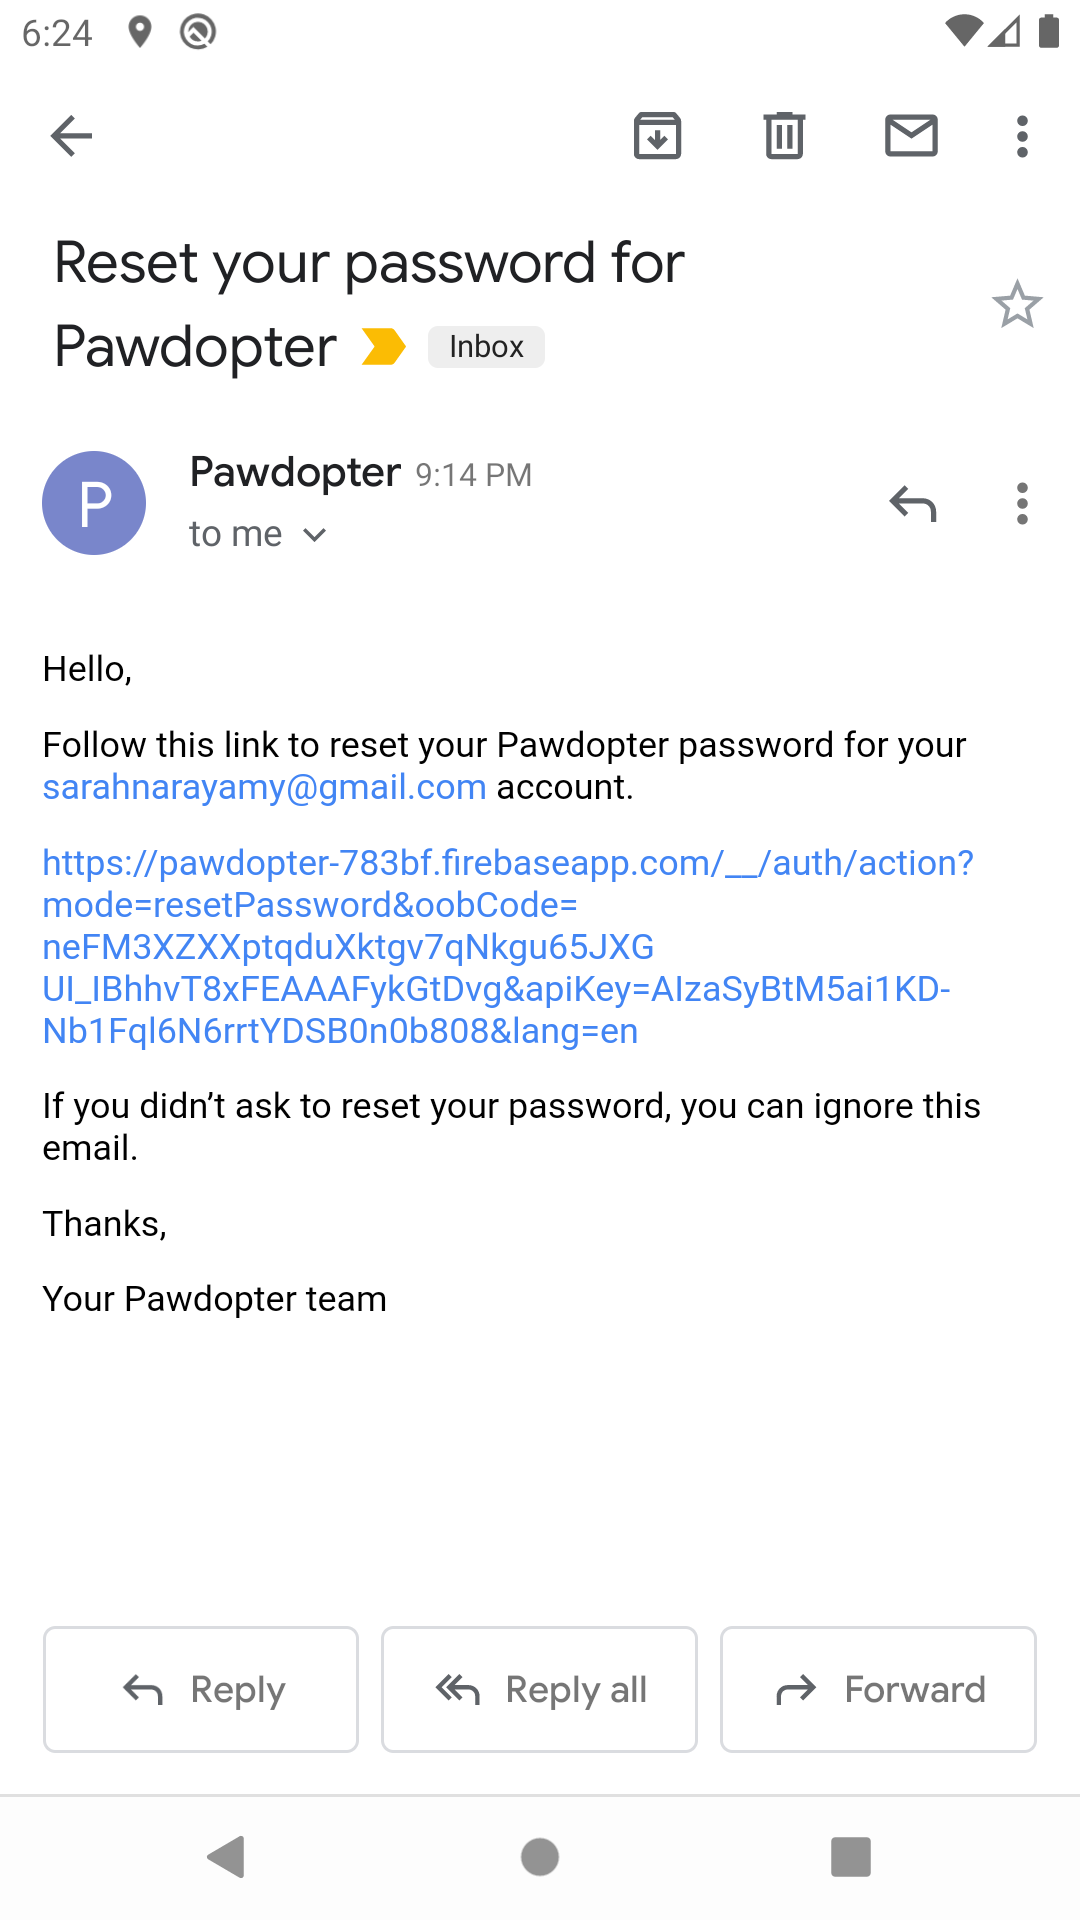 6:24
Reset your password for
Pawdopter Inbox
P
Pawdopter 9:14 PM
to me
Hello,
Follow this link to reset your Pawdopter password for your
sarahnarayamy@gmail.com account.
https://pawdopter-783bf.firebaseapp.com/__/auth/action?
mode=resetPassword&oobCode=
neFM3XZXXptqduXktgv7qNkgu65JXG
UI_IBhhvT8xFEAAAFykGtDvg&apiKey=AIzaSyBtM5ai1KD-
Nb1Fql6N6rrtYDSB0n0b808&lang=en
If you didn’t ask to reset your password, you can ignore this
email.
Thanks,
Your Pawdopter team
Reply
Reply all
Forward